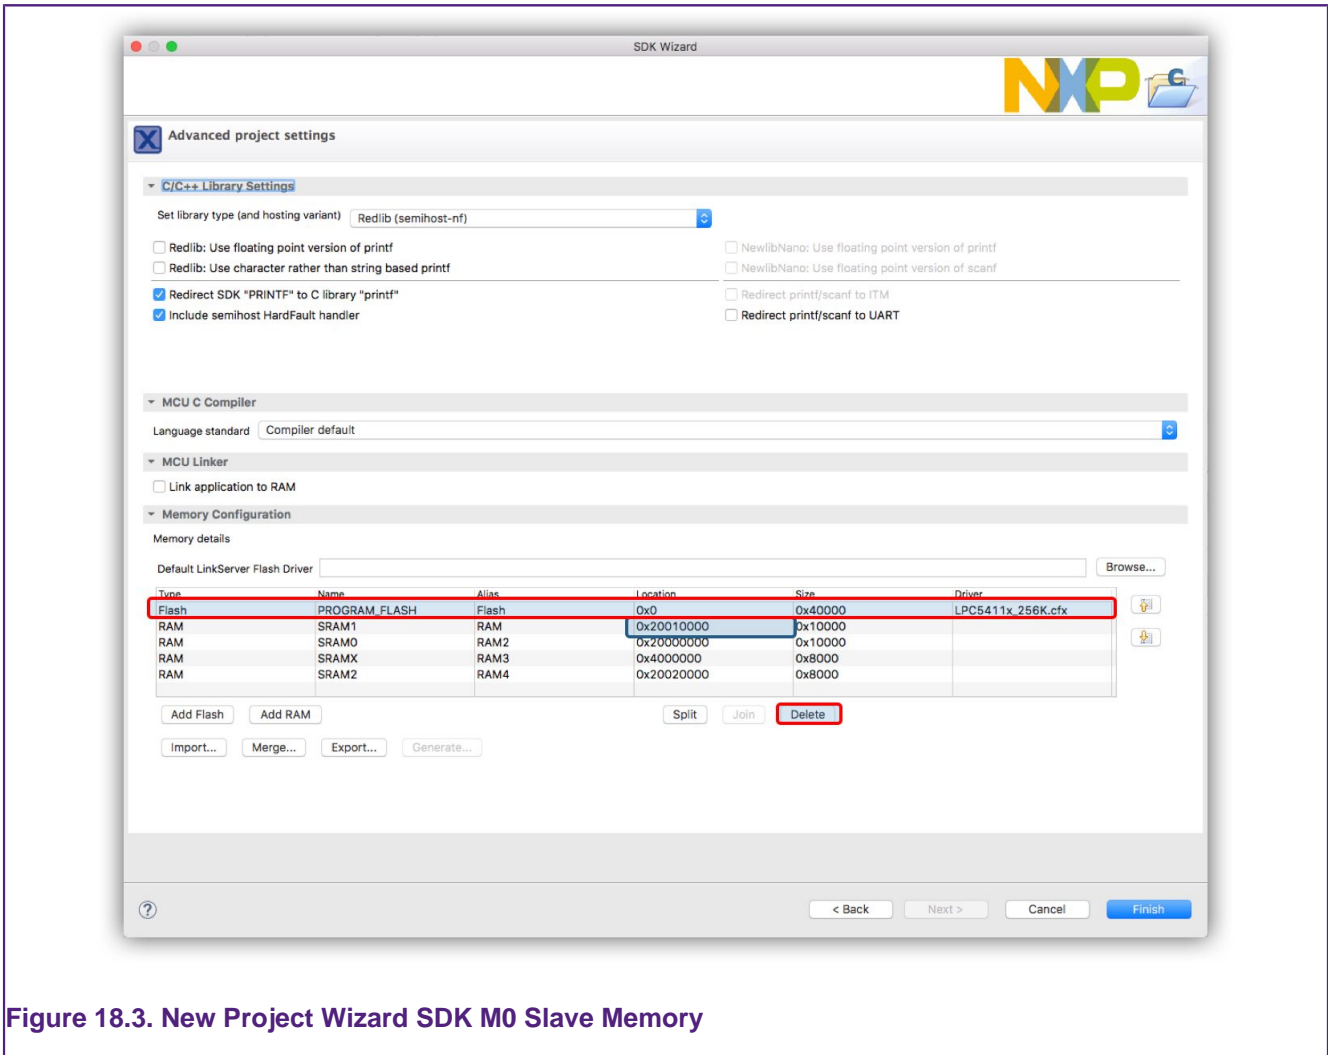 SDK Wizard
NXP
C
X
Advanced project settings
C/C++ Library Settings
Set library type (and hosting variant) Redlib (semihost-nf)
Redlib: Use floating point version of printf NewlibNano: Use floating point version of printf
Redlib: Use character rather than string based printf NewlibNano: Use floating point version of scanf
Redirect SDK "PRINTF" to C library "printf" Redirect printf/scanf to ITM
Include semihost HardFault handler Redirect printf/scanf to UART
MCU C Compiler
Language standard Compiler default
MCU Linker
Link application to RAM
Memory Configuration
Memory details
Default LinkServer Flash Driver Browse...
Type Name Alias Location Size Driver
Flash PROGRAM_FLASH Flash 0x0 0x40000 LPC5411x_256K.cfx
RAM SRAM1 RAM 0x20010000 0x10000
RAM SRAM0 RAM2 0x20000000 0x10000
RAM SRAMX RAM3 0x4000000 0x8000
RAM SRAM2 RAM4 0x20020000 0x8000
Add Flash Add RAM Split Join Delete
Import... Merge... Export... Generate...
? < Back Next > Cancel Finish
Figure 18.3. New Project Wizard SDK M0 Slave Memory